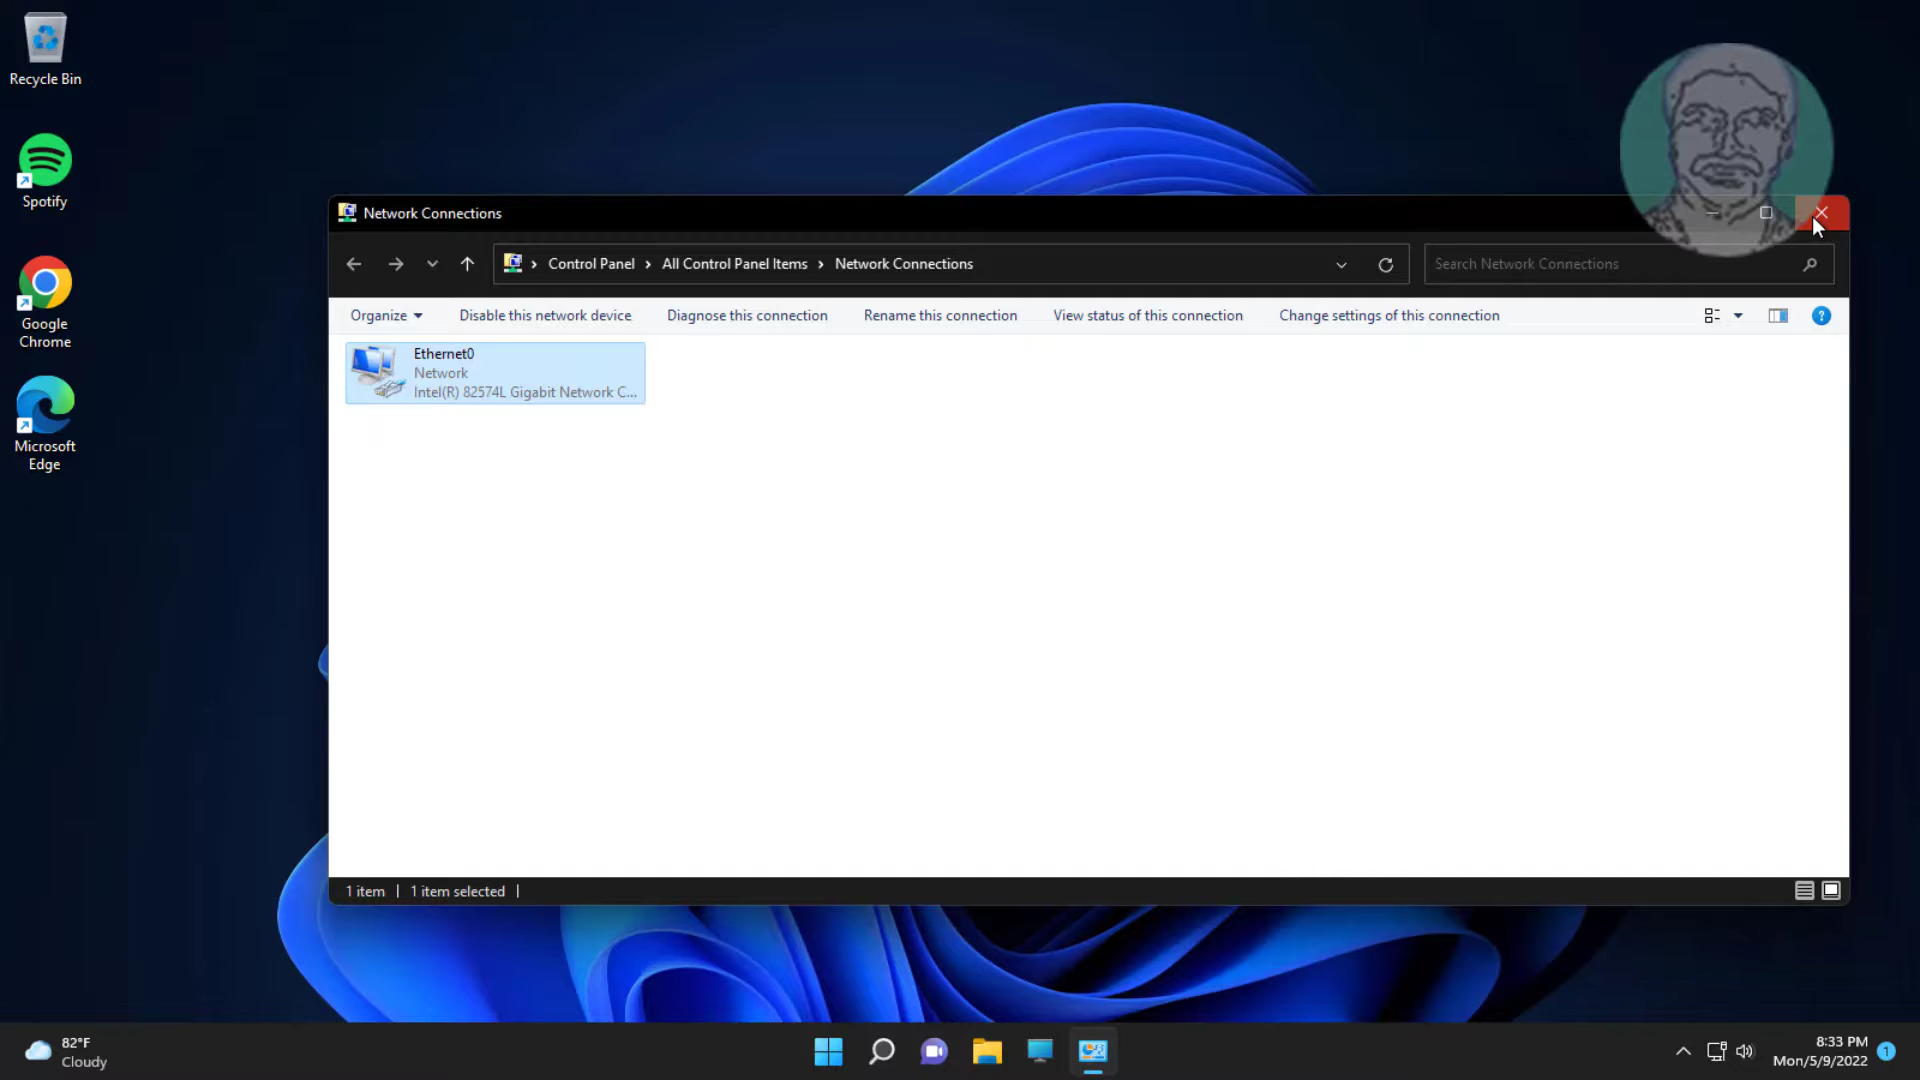 Recycle Bin
Spotify
Google
Chrome
Microsoft
Edge
Network Connections
Control Panel > All Control Panel Items > Network Connections
Search Network Connections
Organize
Disable this network device
Diagnose this connection
Rename this connection
View status of this connection
Change settings of this connection
?
Ethernet0
Network
Intel(R) 82574L Gigabit Network C...
1 item | 1 item selected |
82°F
Cloudy
8:33 PM
Mon/5/9/2022
1